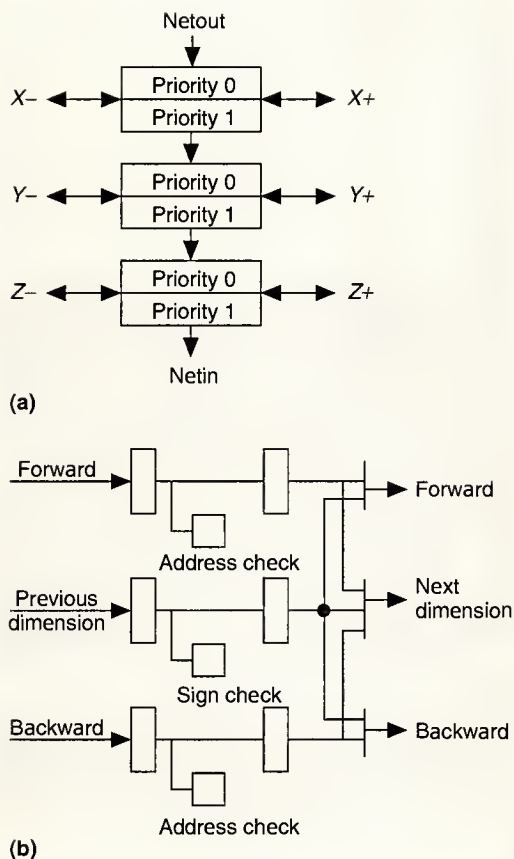 Netout
Priority 0
X– X+
Priority 1
Priority 0
Y– Y+
Priority 1
Priority 0
Z– Z+
Priority 1
Netin
(a)
Forward
Forward
Address check
Previous
dimension
Next
dimension
Sign check
Backward
Backward
Address check
(b)